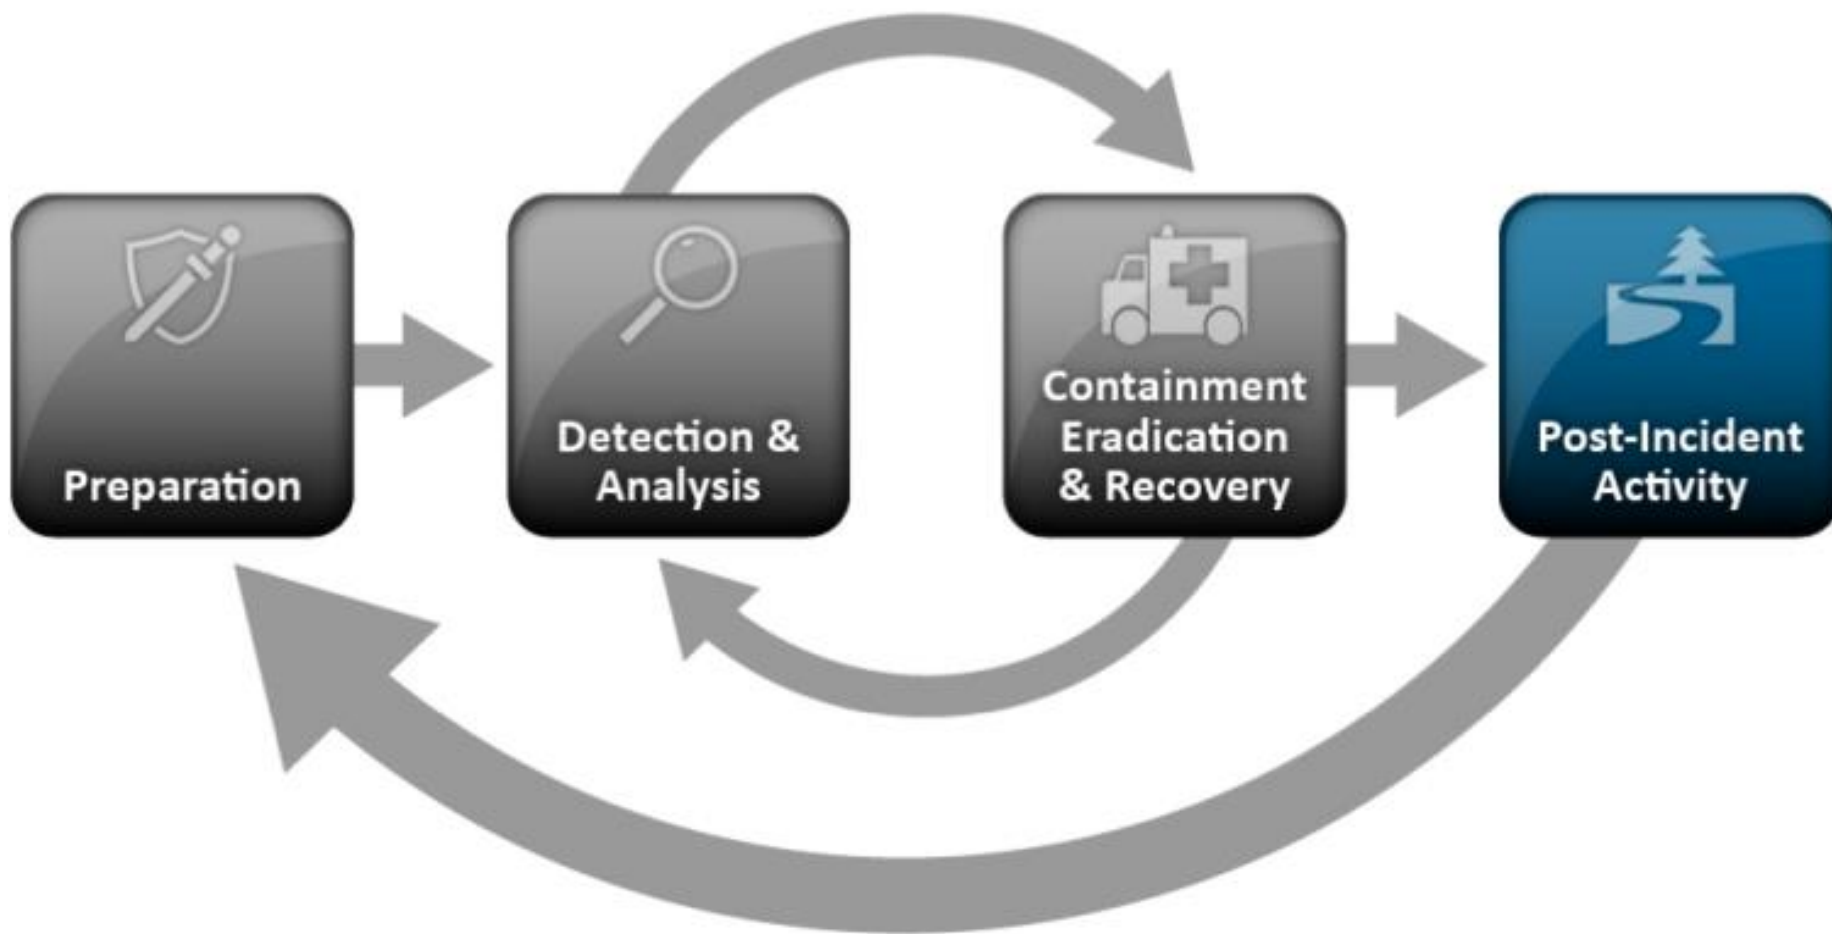 Preparation
Detection &
Analysis
Containment
Eradication
& Recovery
Post-Incident
Activity